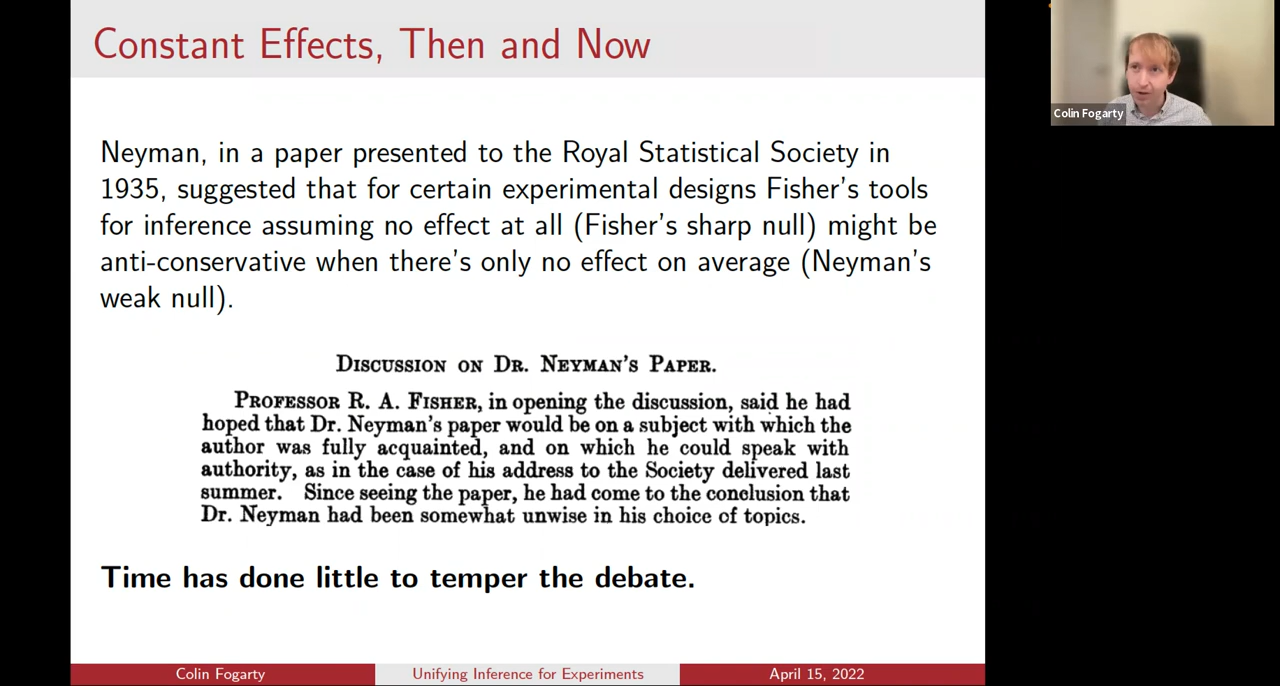 Constant Effects, Then and Now
Colin Fogarty
Neyman, in a paper presented to the Royal Statistical Society in
1935, suggested that for certain experimental designs Fisher's tools
for inference assuming no effect at all (Fisher's sharp null) might be
anti-conservative when there's only no effect on average (Neyman's
weak null).
DISCUSSION ON DR. NEYMAN'S PAPER.
PROFESSOR R. A. FISHER, in opening the discussion, said he had
hoped that Dr. Neyman's paper would be on a subject with which the
author was fully acquainted, and on which he could speak with
authority, as in the case of his address to the Society delivered last
summer. Since seeing the paper, he had come to the conclusion that
Dr. Neyman had been somewhat unwise in his choice of topics.
Time has done little to temper the debate.
Colin Fogarty
Unifying Inference for Experiments
April 15, 2022